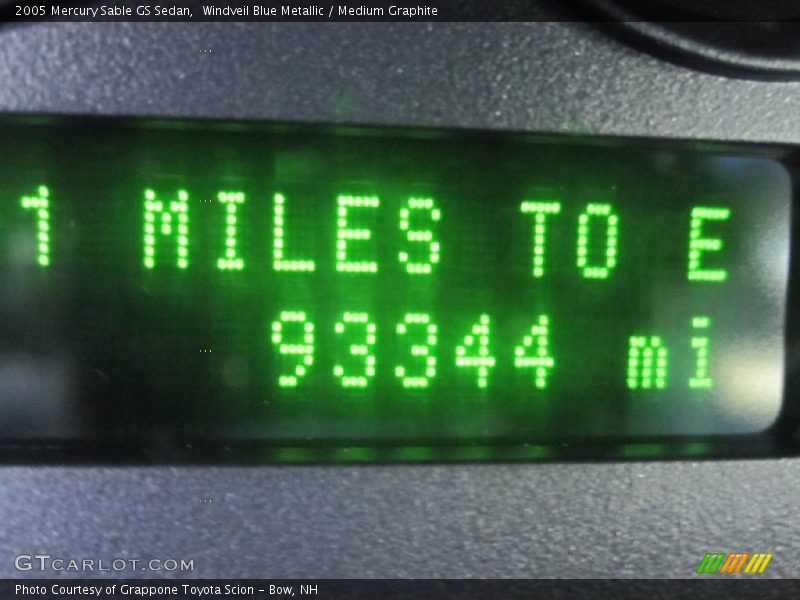 2005 Mercury Sable GS Sedan,  Windveil Blue Metallic / Medium Graphite
1 MILES TO E
93344 mi
GTCARLOT.COM
Photo Courtesy of Grappone Toyota Scion - Bow, NH